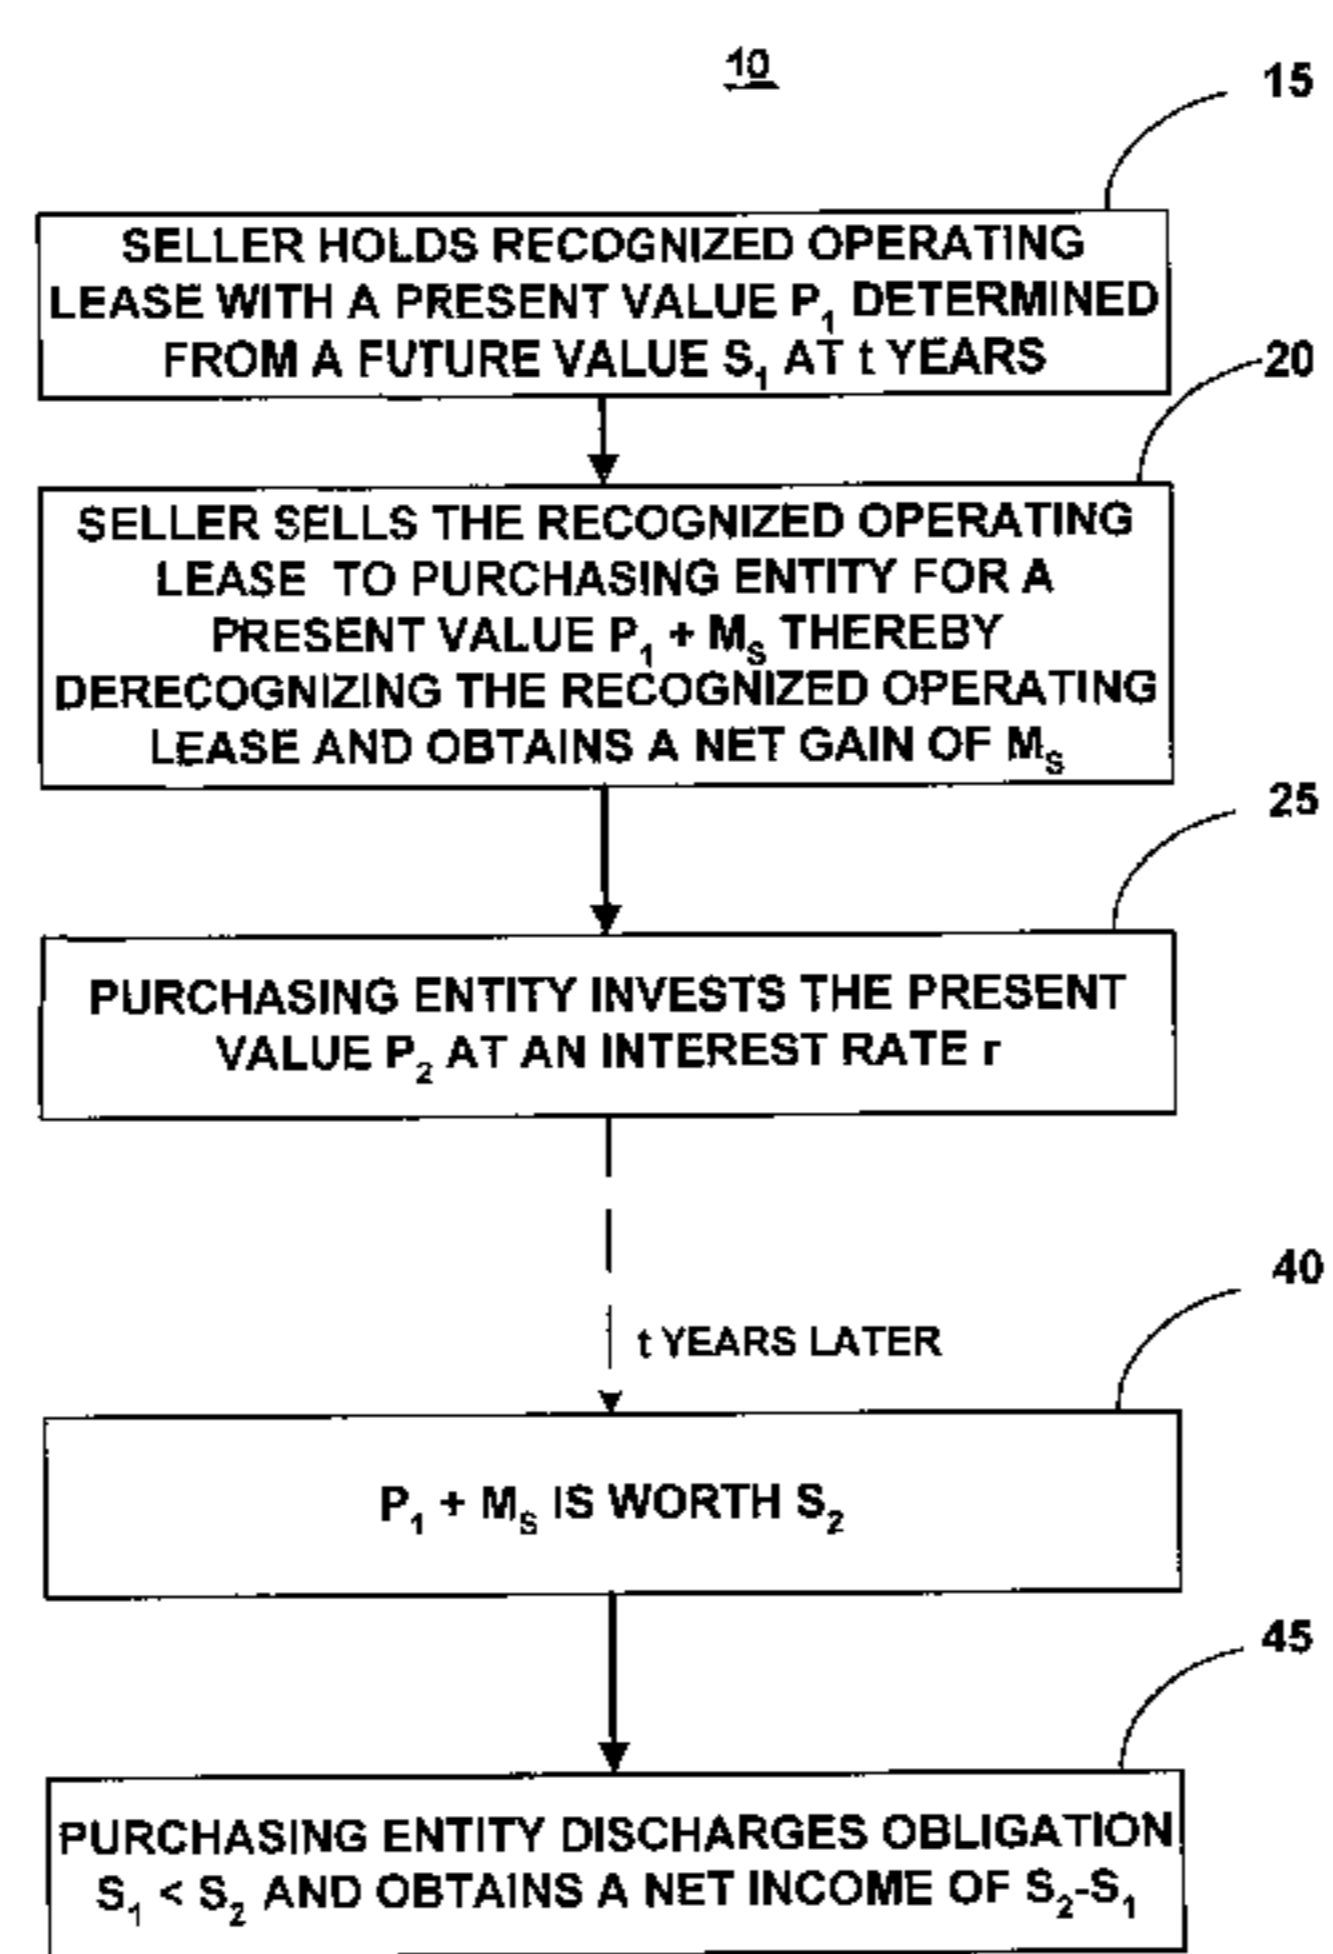 10
15
SELLER HOLDS RECOGNIZED OPERATING
LEASE WITH A PRESENT VALUE P₁ DETERMINED
FROM A FUTURE VALUE S₁ AT t YEARS
20
SELLER SELLS THE RECOGNIZED OPERATING
LEASE TO PURCHASING ENTITY FOR A
PRESENT VALUE P₁ + Mₛ THEREBY
DERECOGNIZING THE RECOGNIZED OPERATING
LEASE AND OBTAINS A NET GAIN OF Mₛ
25
PURCHASING ENTITY INVESTS THE PRESENT
VALUE P₂ AT AN INTEREST RATE r
t YEARS LATER
40
P₁ + Mₛ IS WORTH S₂
45
PURCHASING ENTITY DISCHARGES OBLIGATION
S₁ < S₂ AND OBTAINS A NET INCOME OF S₂-S₁